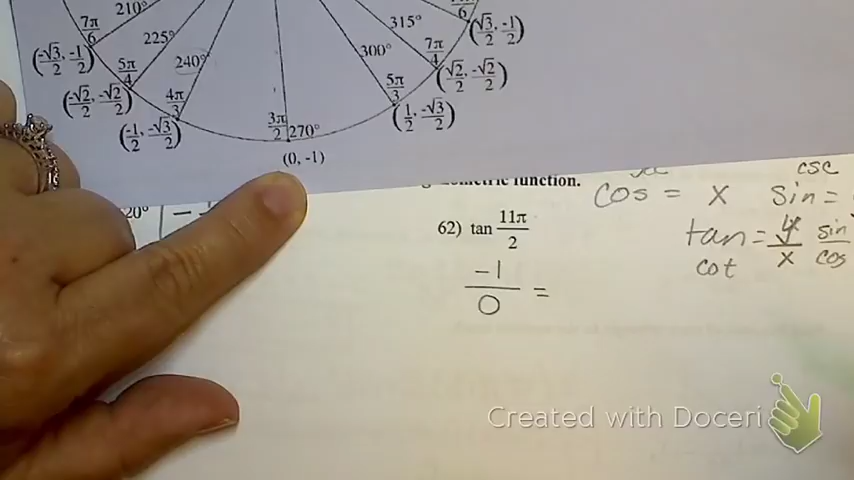 210°
7π/6
(-√3/2, -1/2)
225°
5π/4
(-√2/2, -√2/2)
240°
4π/3
(-1/2, -√3/2)
3π/2 270°
(0, -1)
300°
5π/3
(1/2, -√3/2)
315°
7π/4
(√2/2, -√2/2)
(√3/2, -1/2)
function.
csc
cos = x sin =
62) tan 11π/2
tan = y/x sin/cos
cot
-1/0 =
20°
Created with Doceri